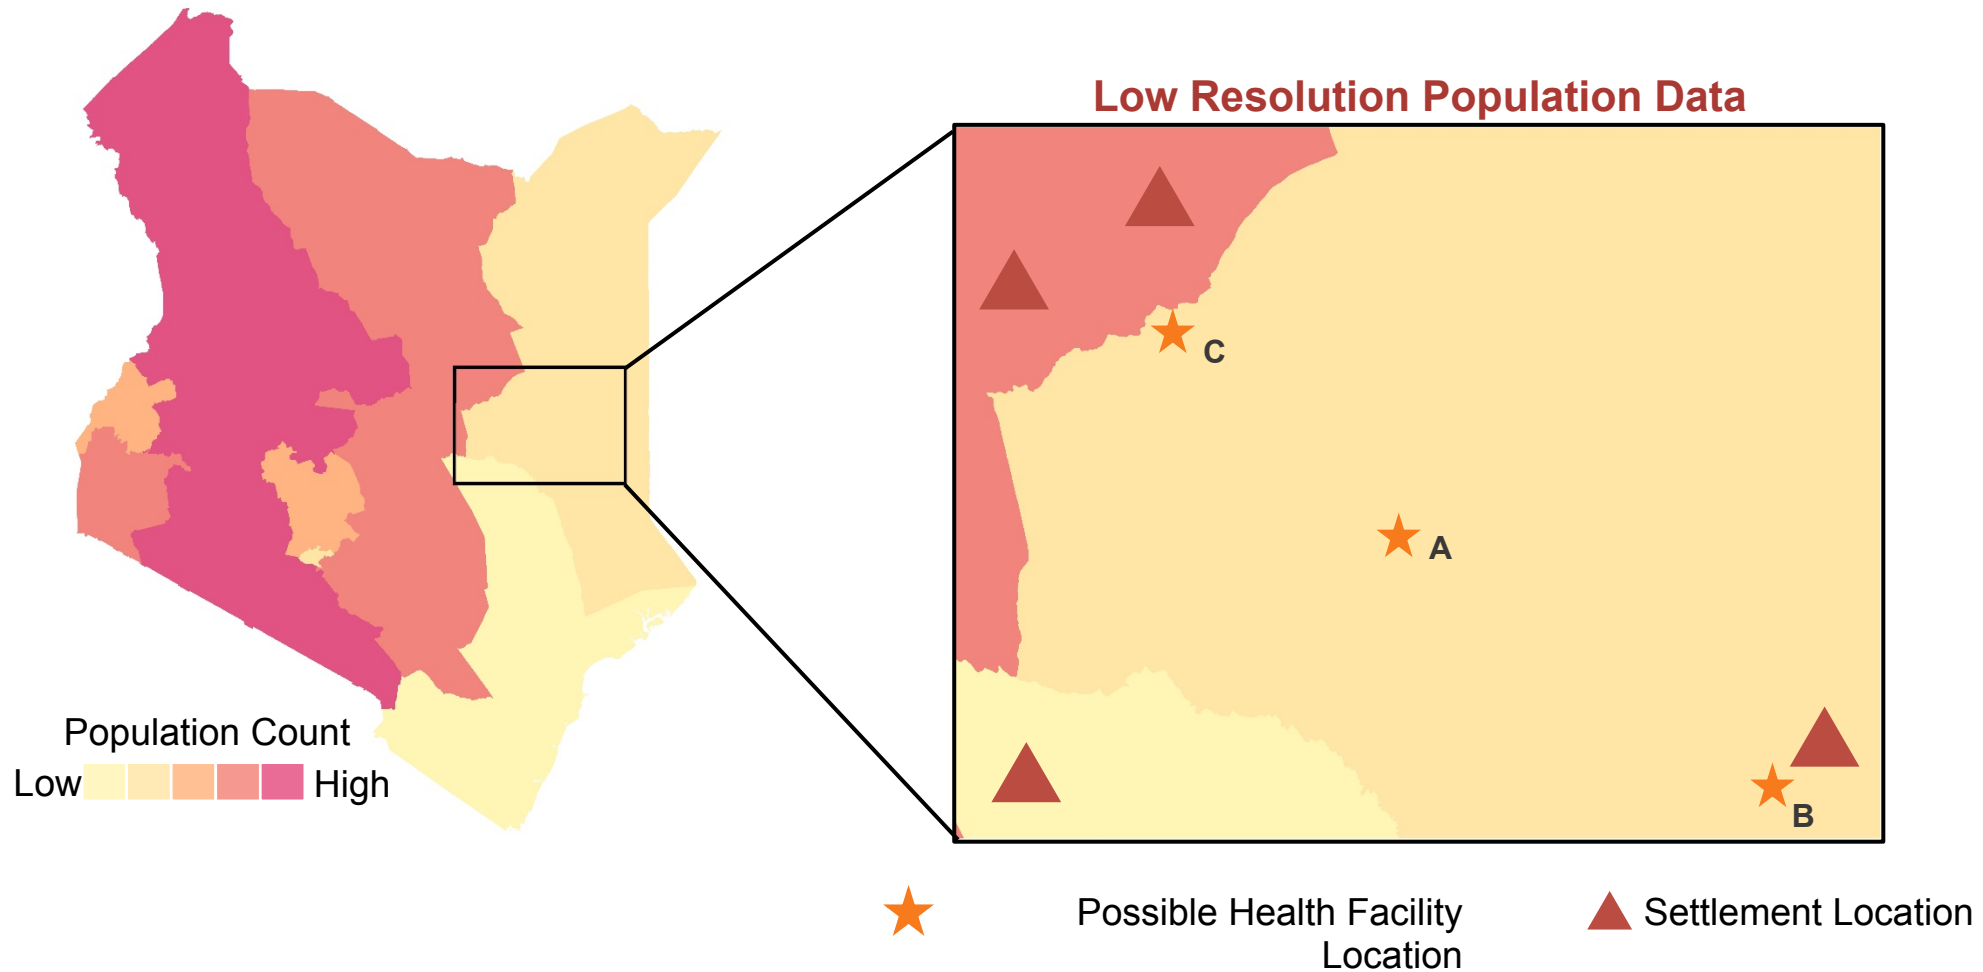 Low Resolution Population Data
C
A
B
Population Count
Low
High
Possible Health Facility
Location
Settlement Location